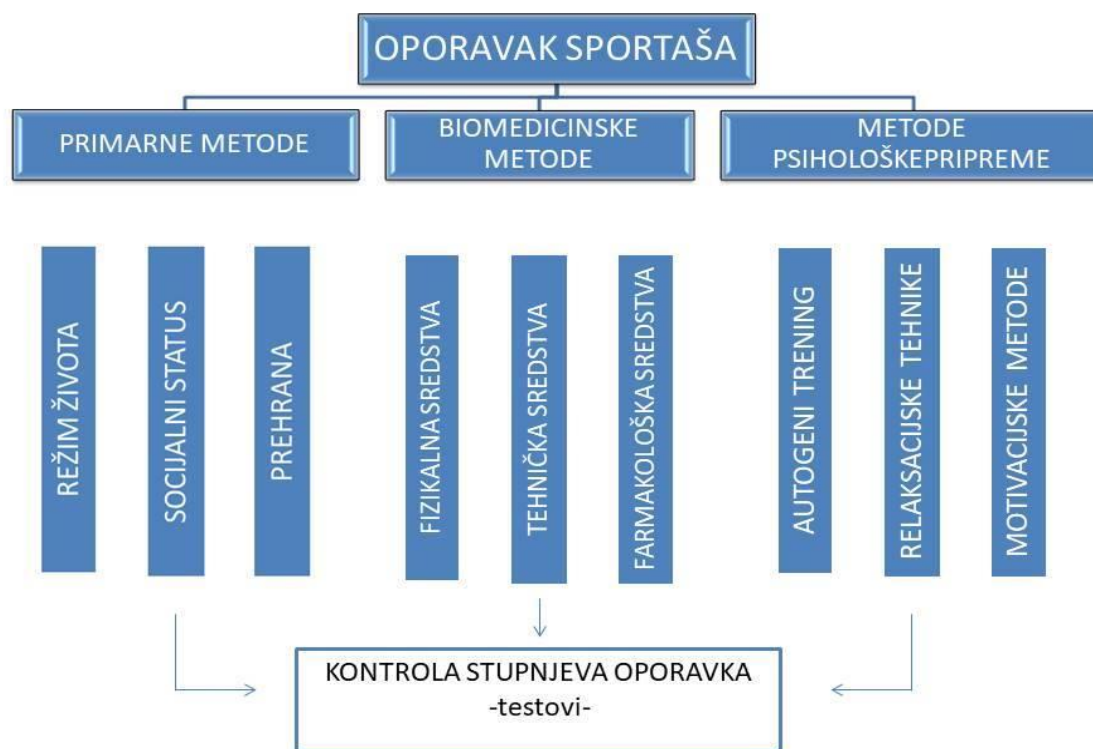 OPORAVAK SPORTAŠA
PRIMARNE METODE
BIOMEDICINSKE
METODE
METODE
PSIHOLOŠKEPRIPREME
REŽIM ŽIVOTA
SOCIJALNI STATUS
PREHRANA
FIZIKALNA SREDSTVA
TEHNIČKA SREDSTVA
FARMAKOLOŠKA SREDSTVA
AUTOGENI TRENING
RELAKSACIJSKE TEHNIKE
MOTIVACIJSKE METODE
KONTROLA STUPNJEVA OPORAVKA
-testovi-